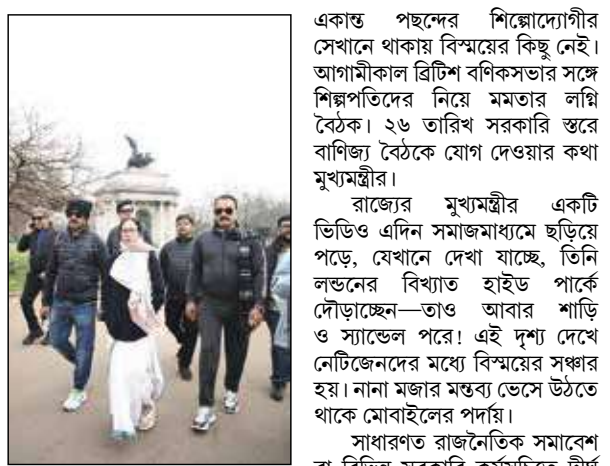 একান্ত পছন্দের শিল্পোদ্যোগীর
সেখানে থাকায় বিস্ময়ের কিছু নেই।
আগামীকাল ব্রিটিশ বণিকসভার সঙ্গে
শিল্পপতিদের নিয়ে মমতার লগ্নি
বৈঠক। ২৬ তারিখ সরকারি স্তরে
বাণিজ্য বৈঠকে যোগ দেওয়ার কথা
মুখ্যমন্ত্রীর।
রাজ্যের মুখ্যমন্ত্রীর একটি
ভিডিও এদিন সমাজমাধ্যমে ছড়িয়ে
পড়ে, যেখানে দেখা যাচ্ছে, তিনি
লন্ডনের বিখ্যাত হাইড পার্কে
দৌড়াচ্ছেন—তাও আবার শাড়ি
ও স্যান্ডেল পরে! এই দৃশ্য দেখে
নেটিজেনদের মধ্যে বিস্ময়ের সঞ্চার
হয়। নানা মজার মন্তব্য ভেসে উঠতে
থাকে মোবাইলের পর্দায়।
সাধারণত রাজনৈতিক সমাবেশ